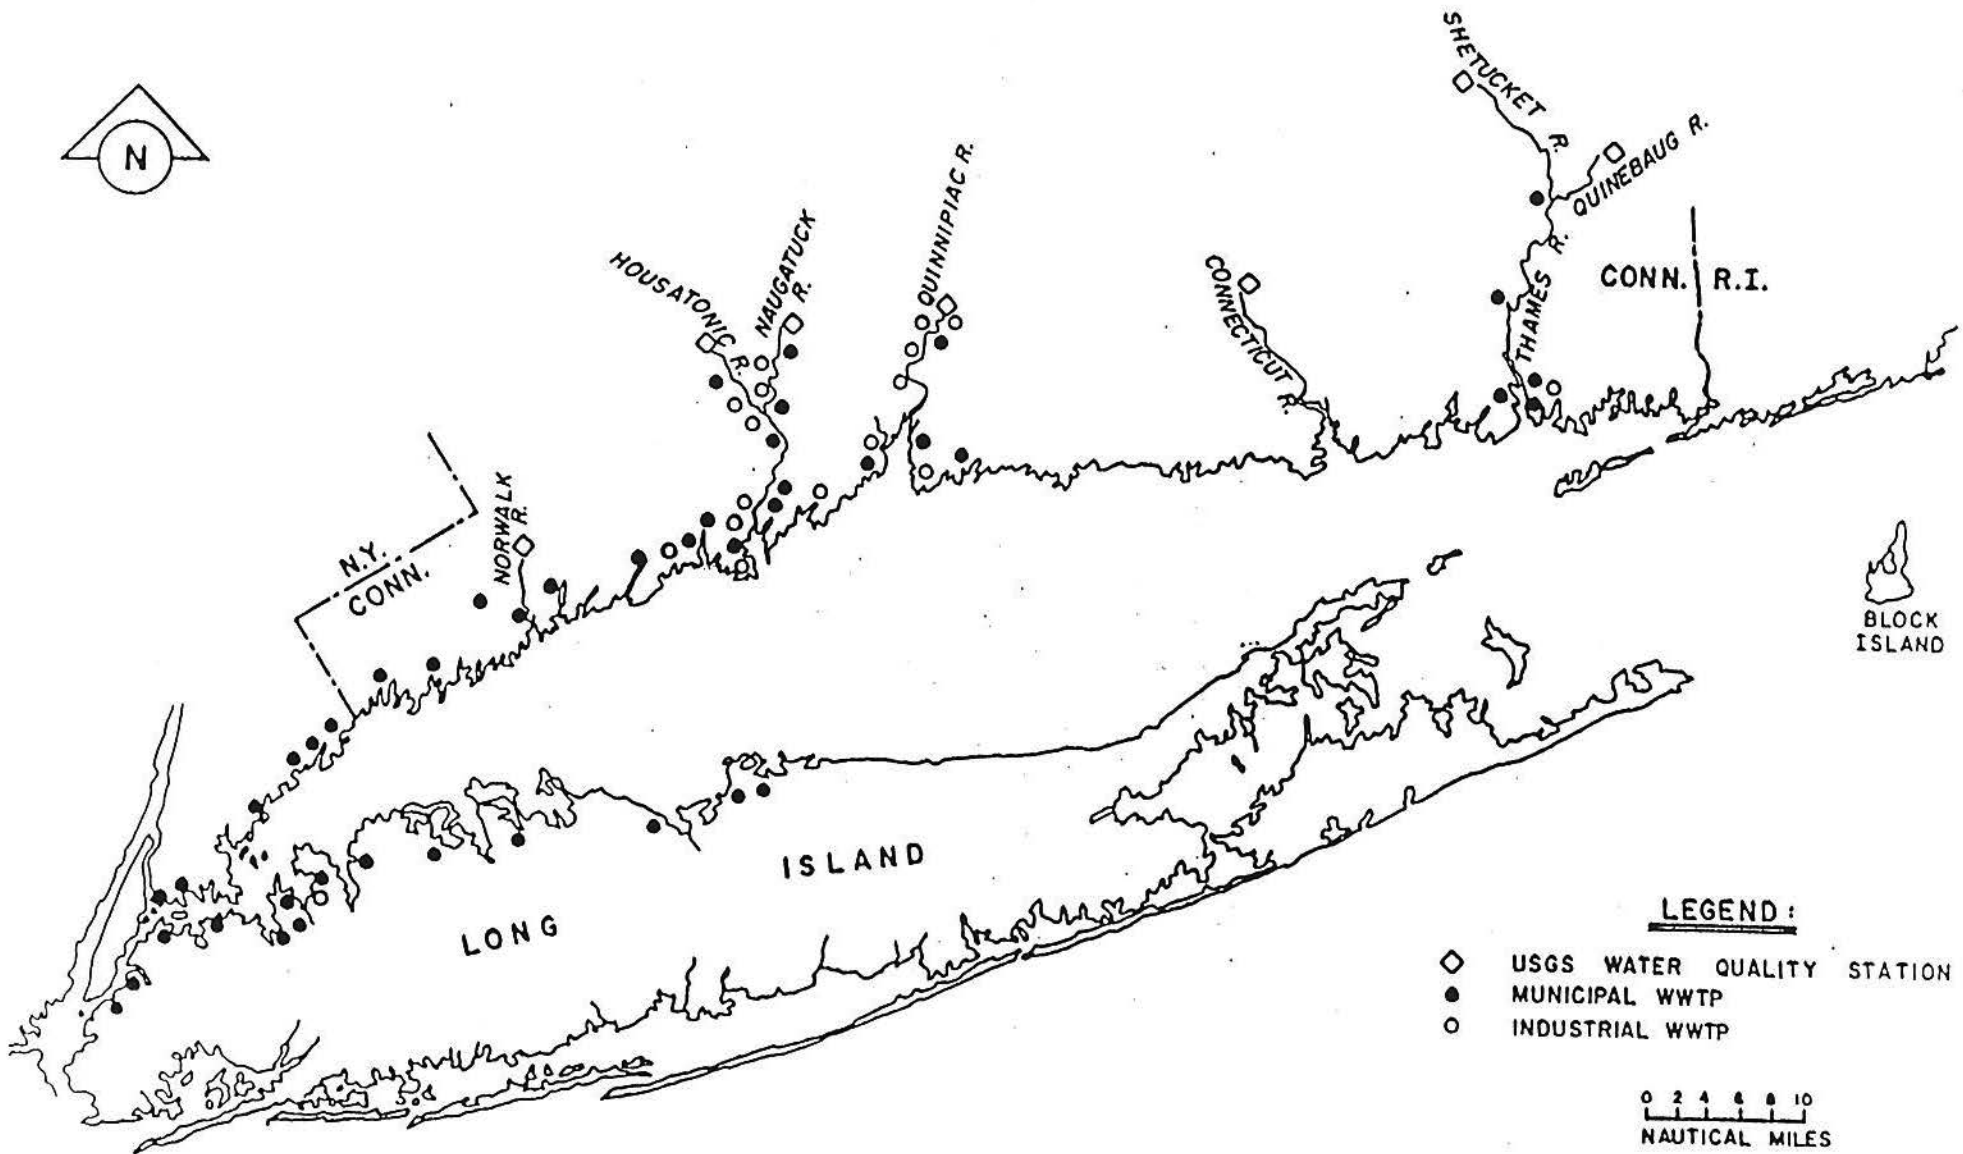 N
SHETUCKET R.
QUINEBAUG R.
THAMES R.
CONN. R.I.
QUINNIPIAC R.
NAUGATUCK R.
HOUSATONIC R.
CONNECTICUT R.
NORWALK R.
N.Y.
CONN.
BLOCK
ISLAND
LONG ISLAND
LEGEND:
USGS WATER QUALITY STATION
MUNICIPAL WWTP
INDUSTRIAL WWTP
0 2 4 6 8 10
NAUTICAL MILES